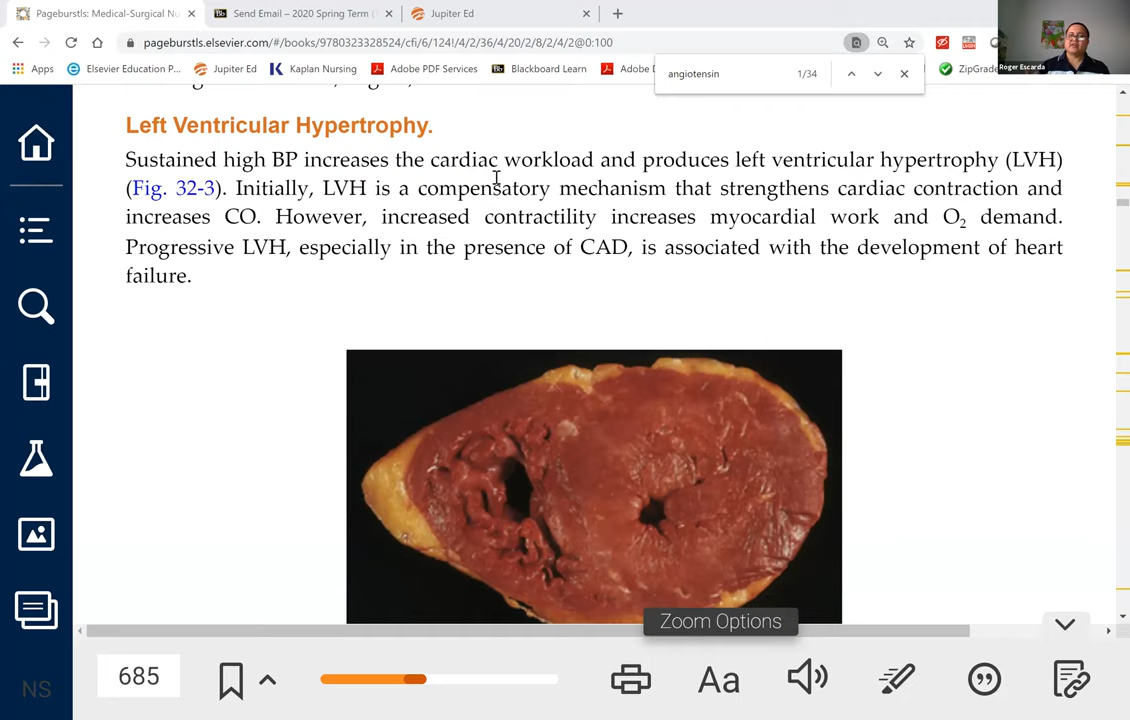 Pageburstls: Medical-Surgical Nu
Send Email – 2020 Spring Term (
Jupiter Ed
pageburstls.elsevier.com/#/books/9780323328524/cfi/6/124!/4/2/36/4/20/2/8/2/4/2@0:100
Roger Escarda
Apps
Elsevier Education P...
Jupiter Ed
Kaplan Nursing
Adobe PDF Services
Blackboard Learn
Adobe
angiotensin 1/34
ZipGrade
Left Ventricular Hypertrophy.
Sustained high BP increases the cardiac workload and produces left ventricular hypertrophy (LVH)
(Fig. 32-3). Initially, LVH is a compensatory mechanism that strengthens cardiac contraction and
increases CO. However, increased contractility increases myocardial work and O2 demand.
Progressive LVH, especially in the presence of CAD, is associated with the development of heart
failure.
Zoom Options
NS
685
Aa